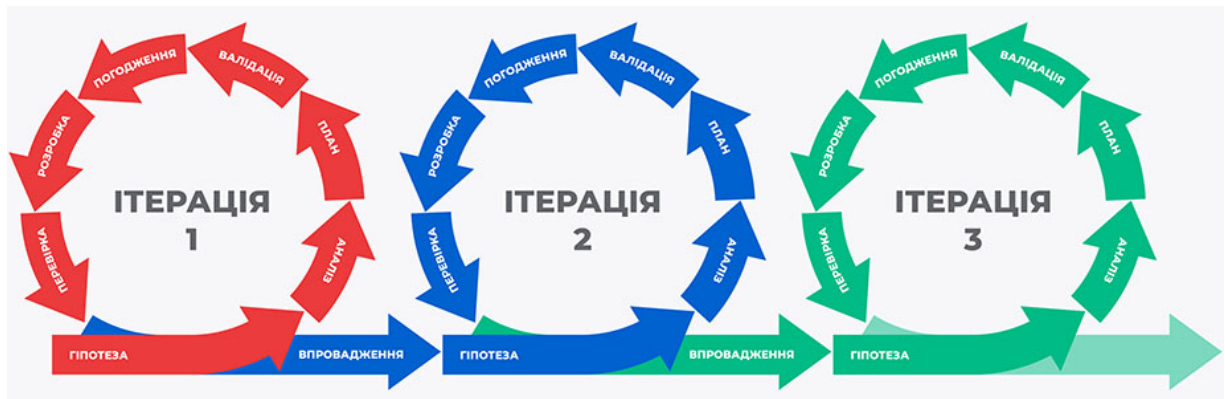 ПОГОДЖЕННЯ
ВАЛІДАЦІЯ
РОЗРОБКА
ПЛАН
ІТЕРАЦІЯ
1
ПЕРЕВІРКА
АНАЛІЗ
ГІПОТЕЗА
ВПРОВАДЖЕННЯ
ПОГОДЖЕННЯ
ВАЛІДАЦІЯ
РОЗРОБКА
ПЛАН
ІТЕРАЦІЯ
2
ПЕРЕВІРКА
АНАЛІЗ
ГІПОТЕЗА
ВПРОВАДЖЕННЯ
ПОГОДЖЕННЯ
ВАЛІДАЦІЯ
РОЗРОБКА
ПЛАН
ІТЕРАЦІЯ
3
ПЕРЕВІРКА
АНАЛІЗ
ГІПОТЕЗА